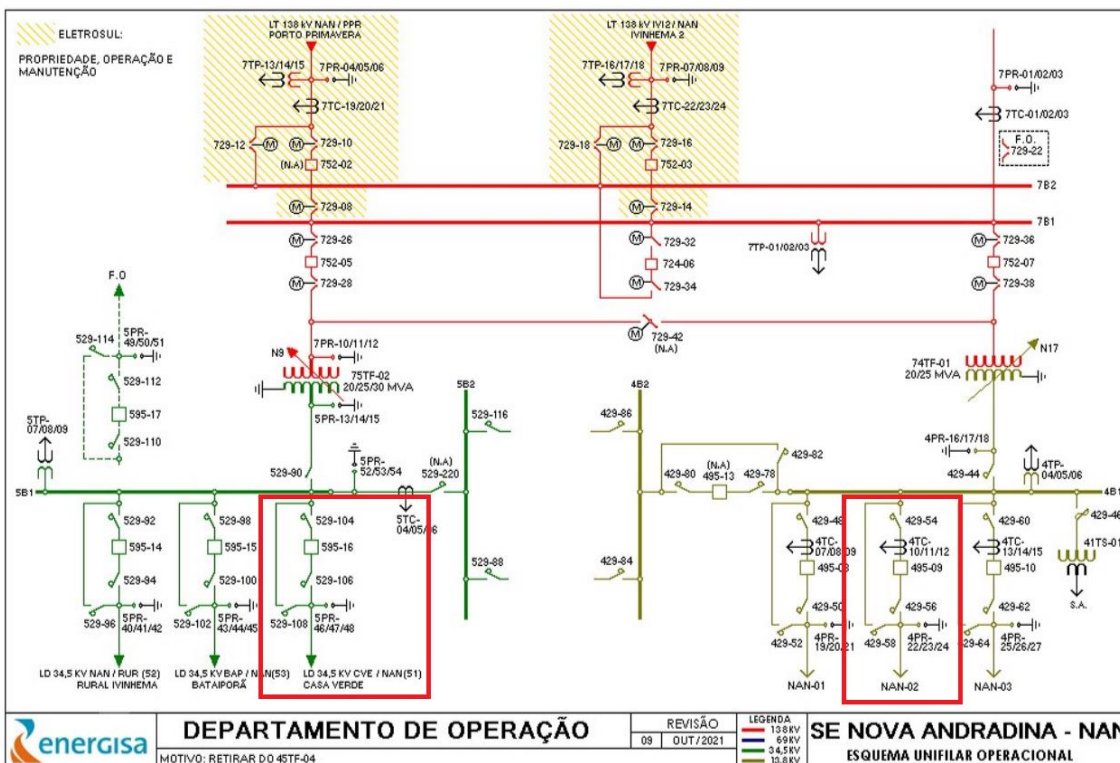 ELETROSUL:
PROPRIEDADE, OPERAÇÃO E
MANUTENÇÃO
LT 138 kV NAN / PPR
PORTO PRIMAVERA
LT 138 kV IVI2 / NAN
IVINHEMA 2
7TP-13/14/15
7PR-04/05/06
7TP-16/17/18
7PR-07/08/09
7PR-01/02/03
7TC-19/20/21
7TC-22/23/24
7TC-01/02/03
729-12
M
M
729-10
729-18
M
M
729-16
F.O.
729-22
(N.A)
752-02
752-03
7B2
M
729-08
M
729-14
7B1
M
729-26
729-32
M
729-36
7TP-01/02/03
752-05
724-06
752-07
M
729-28
M
729-34
M
729-38
F.O
M
729-42
(N.A)
529-114
5PR-
49/50/51
N9
7PR-10/11/12
N17
529-112
75TF-02
20/25/30 MVA
74TF-01
20/25 MVA
595-17
5PR-13/14/15
5B2
4B2
5TP-
07/08/09
529-110
529-116
429-86
4PR-16/17/18
529-90
5PR-
52/53/54
(N.A)
529-220
429-80
(N.A)
495-13
429-78
429-82
429-44
4TP-
04/05/06
5B1
4B1
5TC-
04/05/06
529-92
529-98
529-104
429-48
429-54
429-60
429-46
595-14
595-15
595-16
4TC-
07/08/09
4TC-
10/11/12
4TC-
13/14/15
41TS-01
529-94
529-100
529-106
529-88
429-84
495-08
495-09
495-10
429-50
429-56
429-62
S.A.
529-96
5PR-
40/41/42
529-102
5PR-
43/44/45
529-108
5PR-
46/47/48
429-52
4PR-
19/20/21
429-58
4PR-
22/23/24
429-64
4PR-
25/26/27
LD 34,5 KV NAN / RUR (52)
RURAL IVINHEMA
LD 34,5 KV BAP / NAN (53)
BATAIPORÃ
LD 34,5 KV CVE / NAN (51)
CASA VERDE
NAN-01
NAN-02
NAN-03
energisa
DEPARTAMENTO DE OPERAÇÃO
MOTIVO: RETIRAR DO 45TF-04
REVISÃO
09
OUT/2021
LEGENDA
138KV
69KV
34,5KV
13,8KV
SE NOVA ANDRADINA - NAN
ESQUEMA UNIFILAR OPERACIONAL